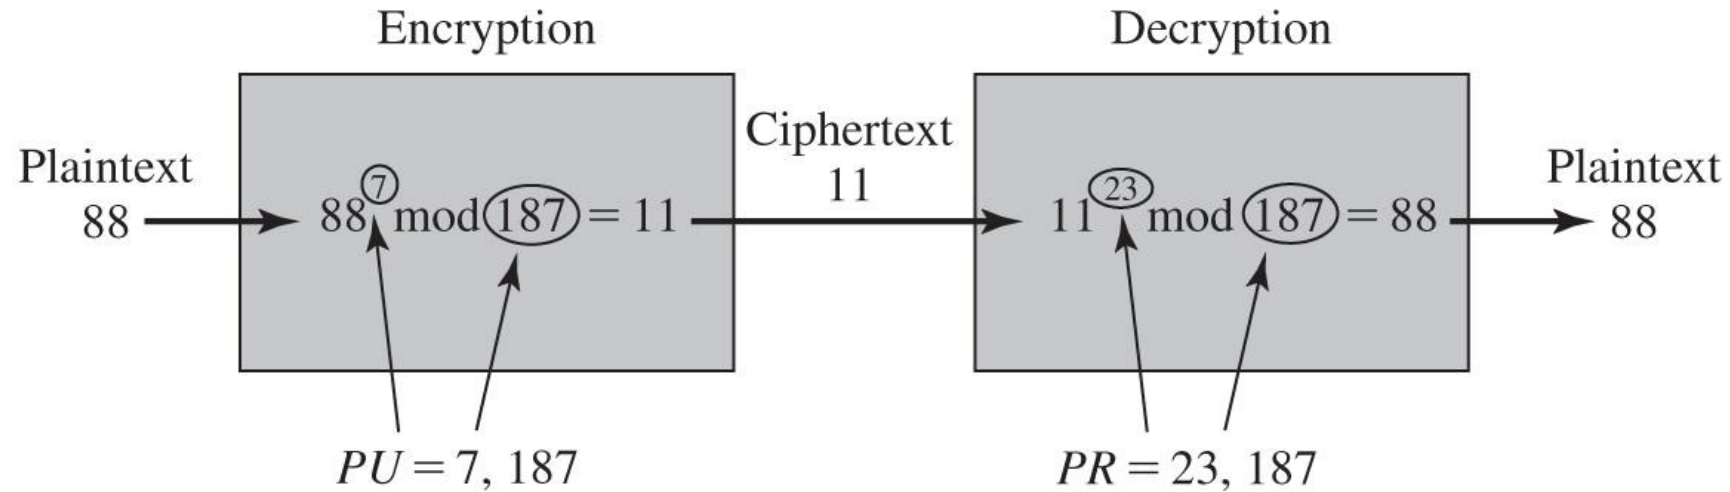 Encryption
Decryption
Plaintext
88
88^7 mod 187 = 11
Ciphertext
11
11^23 mod 187 = 88
Plaintext
88
PU = 7, 187
PR = 23, 187